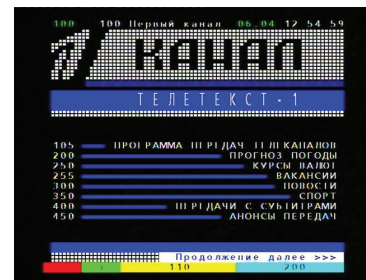 100 100 Первый канал 06.04 12 54 59
1 КАНАЛ
ТЕЛЕТЕКСТ-1
105 ПРОГРАММА ПЕРЕДАЧ ТЕЛЕКАНАЛОВ
200 ПРОГНОЗ ПОГОДЫ
250 КУРСЫ ВАЛЮТ
255 ВАКАНСИИ
300 НОВОСТИ
350 СПОРТ
400 ПЕРЕДАЧИ С СУБТИТРАМИ
450 АНОНСЫ ПЕРЕДАЧ
Продолжение далее >>>
110 200